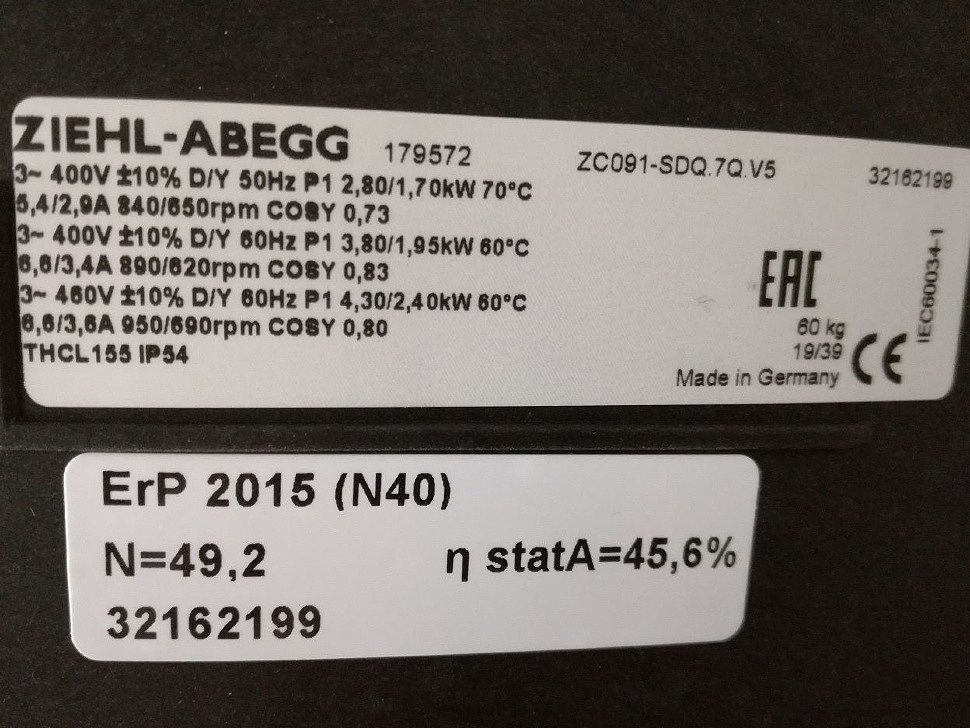 ZIEHL-ABEGG 179572 ZC091-SDQ.7Q.V5 32162199
3~ 400V ±10% D/Y 50Hz P1 2,80/1,70kW 70°C
5,4/2,9A 840/650rpm COSY 0,73
3~ 400V ±10% D/Y 60Hz P1 3,80/1,95kW 60°C
6,6/3,4A 890/620rpm COSY 0,83
3~ 460V ±10% D/Y 60Hz P1 4,30/2,40kW 60°C
6,6/3,6A 950/690rpm COSY 0,80
THCL155 IP54
EAC
60 kg
19/39
Made in Germany
CE
IEC60034-1
ErP 2015 (N40)
N=49,2 η statA=45,6%
32162199